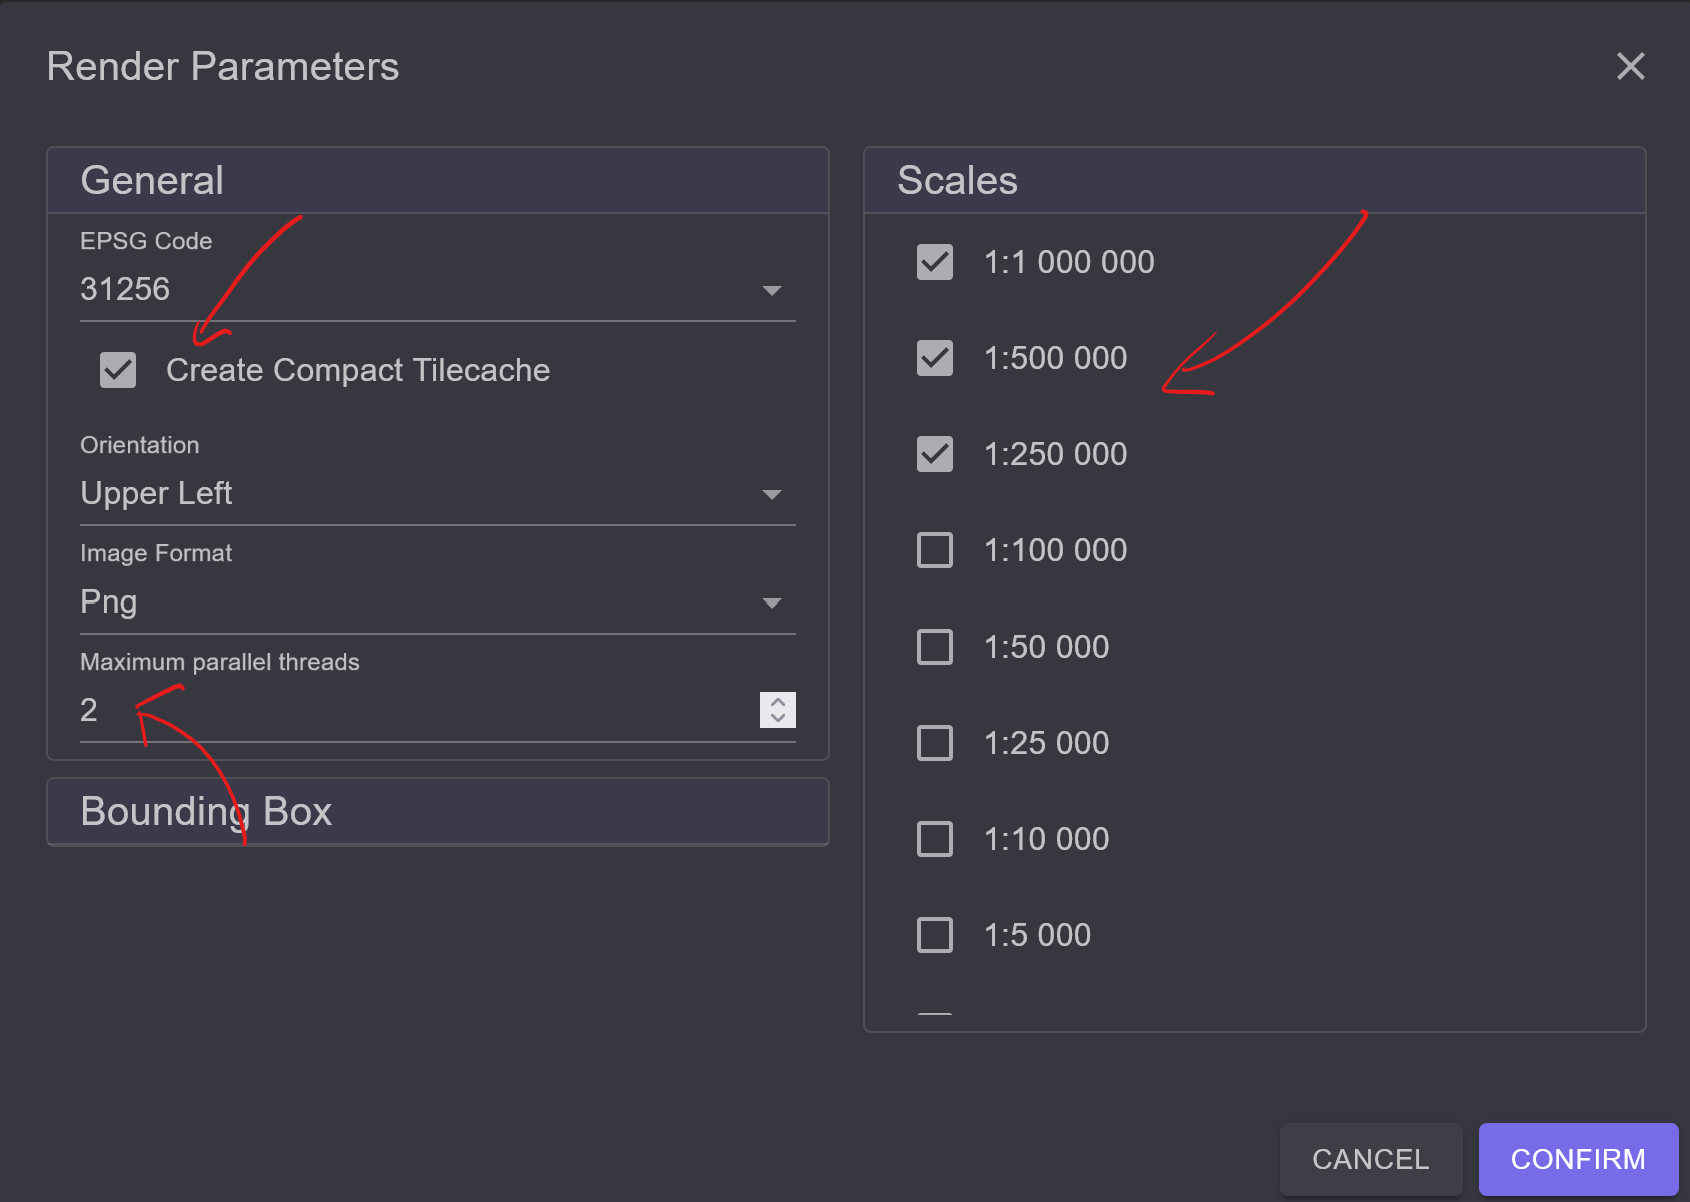 Render Parameters
General
EPSG Code
31256
Create Compact Tilecache
Orientation
Upper Left
Image Format
Png
Maximum parallel threads
2
Bounding Box
Scales
1:1 000 000
1:500 000
1:250 000
1:100 000
1:50 000
1:25 000
1:10 000
1:5 000
CANCEL
CONFIRM